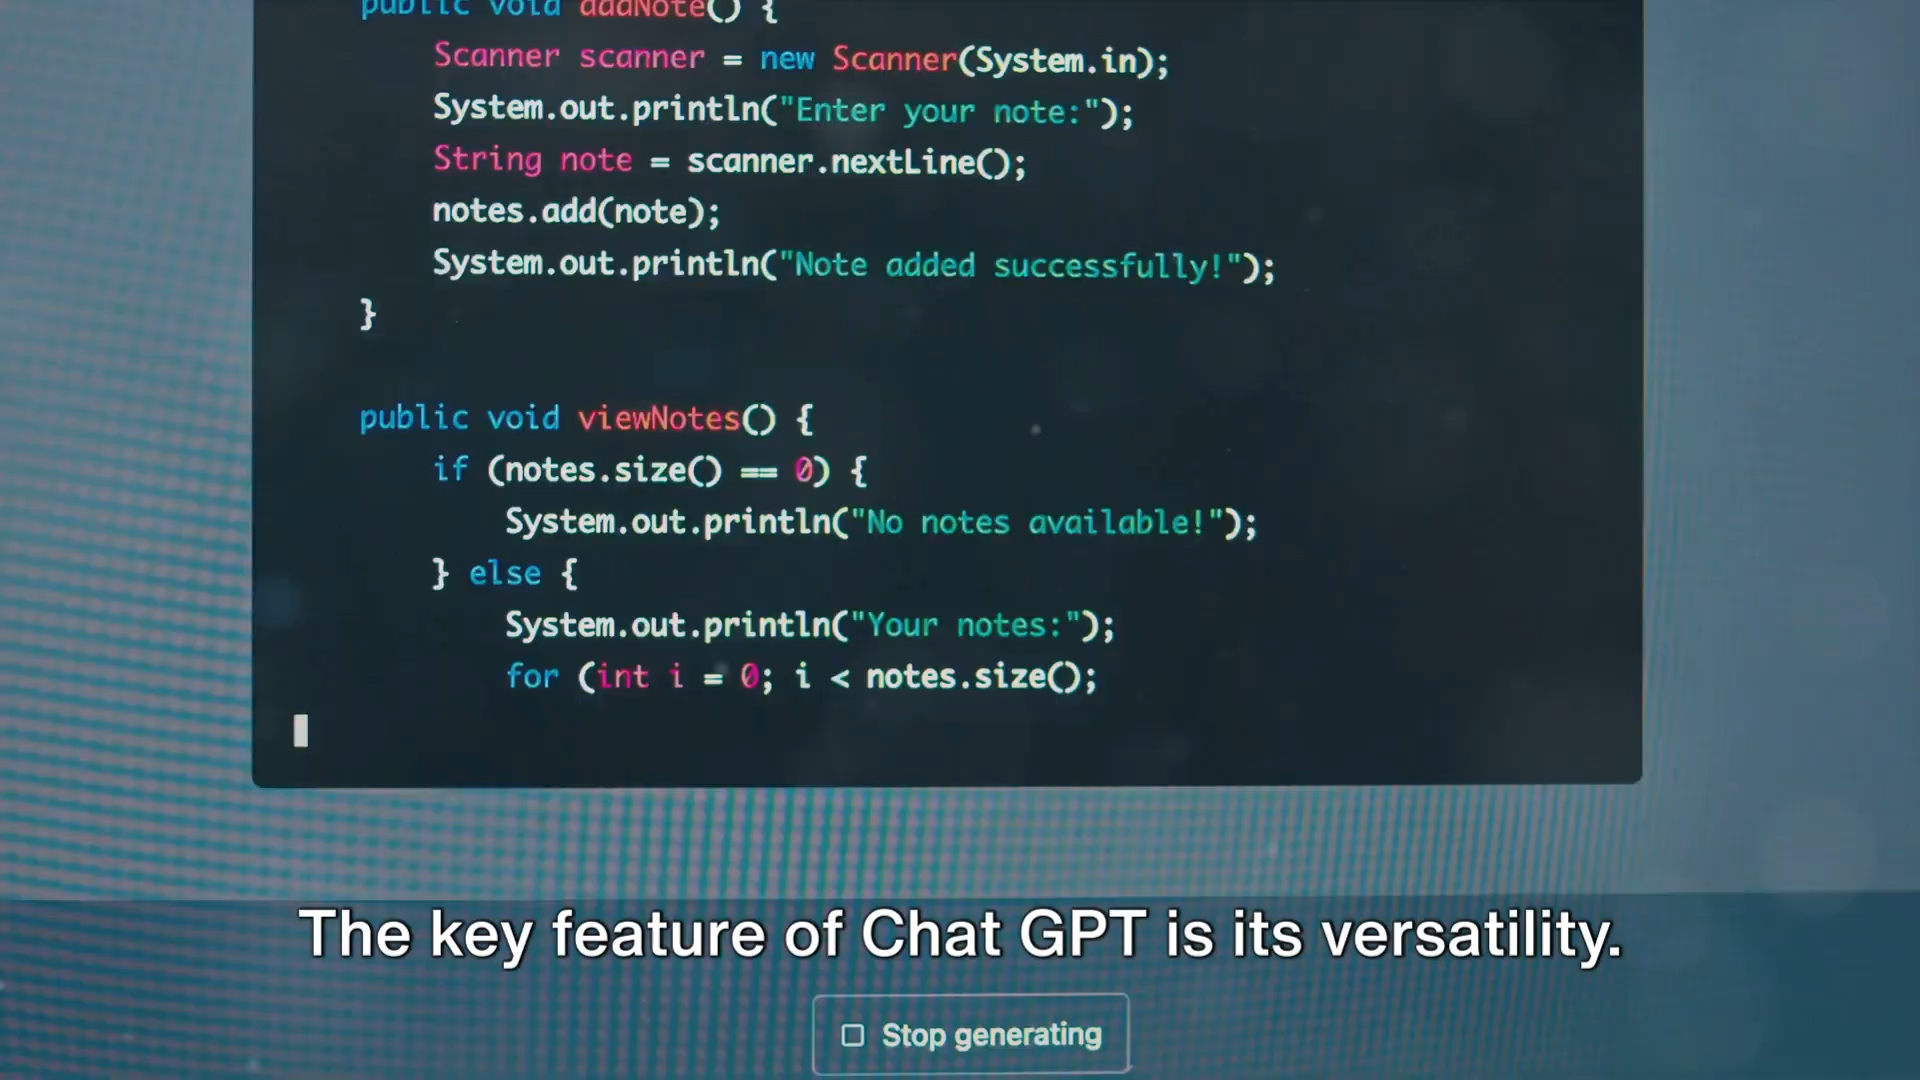 public void addNote() {
Scanner scanner = new Scanner(System.in);
System.out.println("Enter your note:");
String note = scanner.nextLine();
notes.add(note);
System.out.println("Note added successfully!");
}
public void viewNotes() {
if (notes.size() == 0) {
System.out.println("No notes available!");
} else {
System.out.println("Your notes:");
for (int i = 0; i < notes.size();
The key feature of Chat GPT is its versatility.
Stop generating